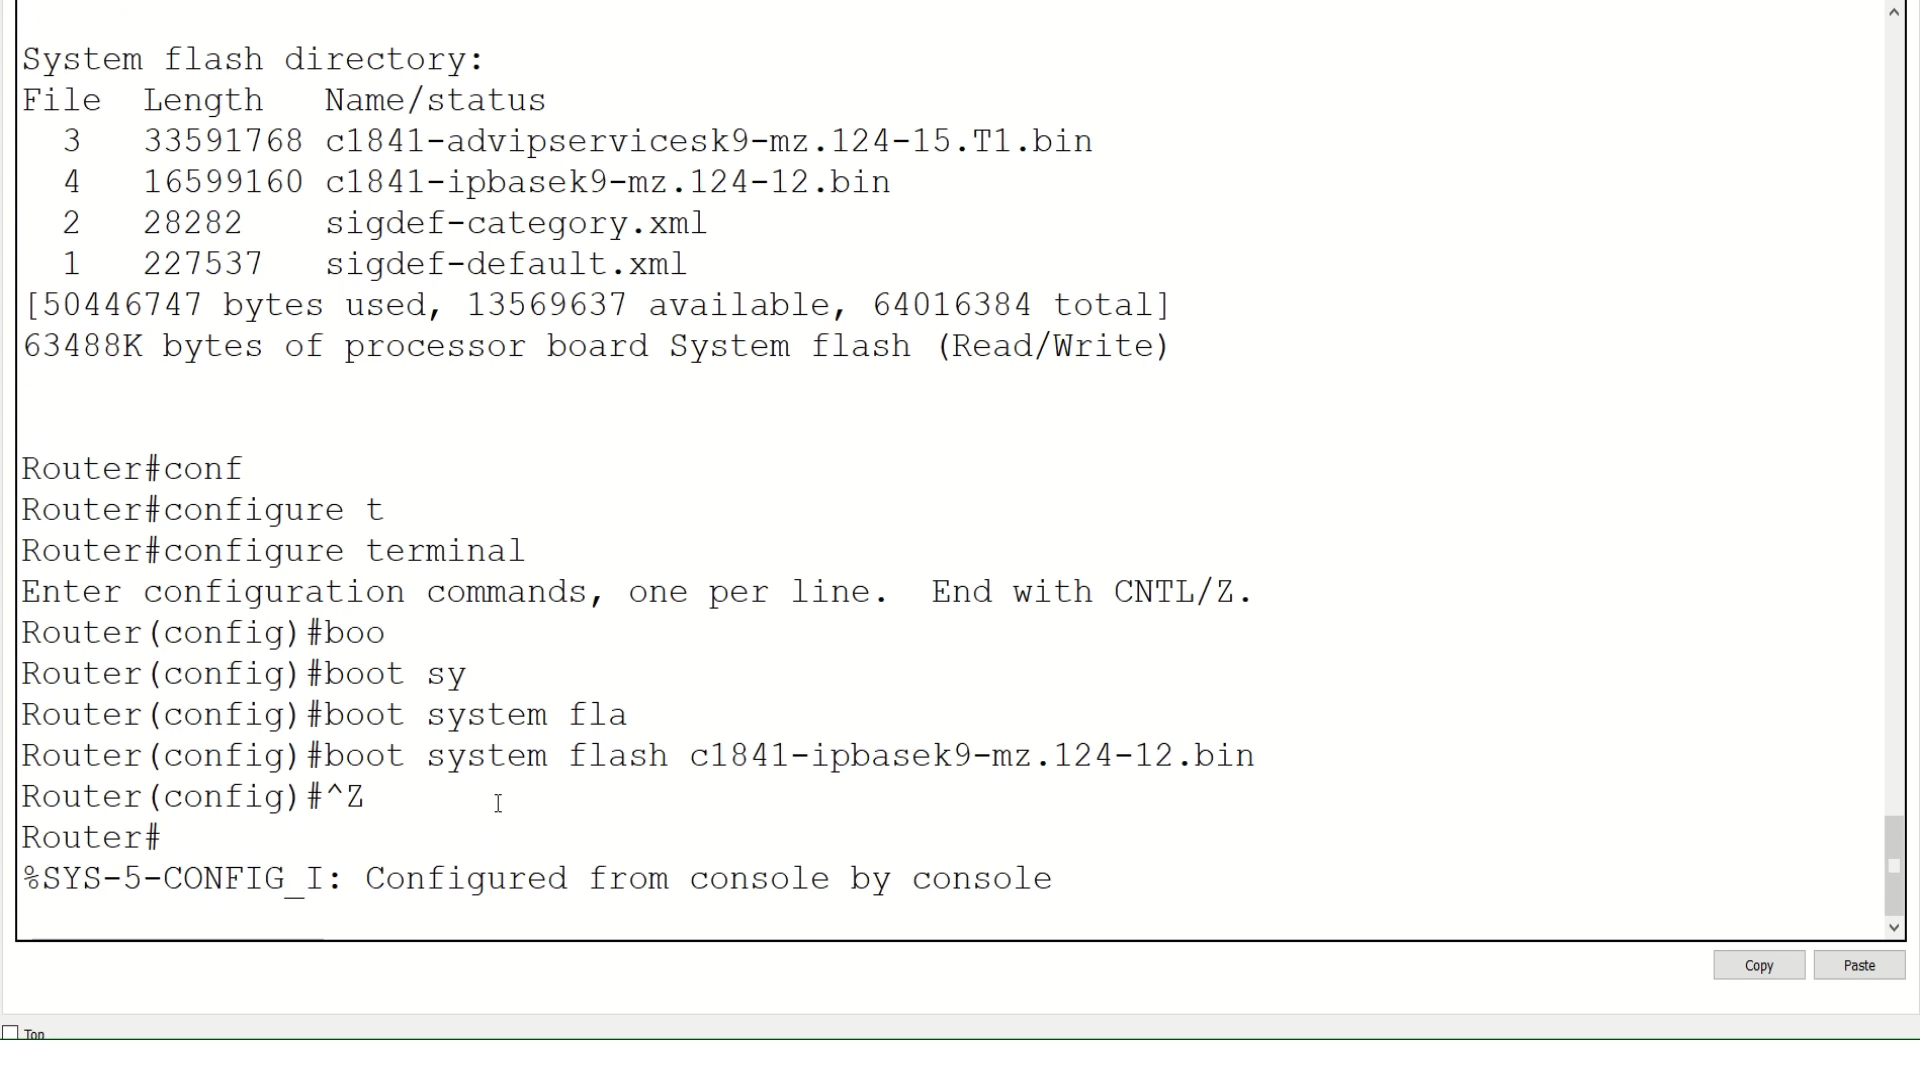 System flash directory:
File  Length   Name/status
  3   33591768 c1841-advipservicesk9-mz.124-15.T1.bin
  4   16599160 c1841-ipbasek9-mz.124-12.bin
  2   28282    sigdef-category.xml
  1   227537   sigdef-default.xml
[50446747 bytes used, 13569637 available, 64016384 total]
63488K bytes of processor board System flash (Read/Write)
Router#conf
Router#configure t
Router#configure terminal
Enter configuration commands, one per line.  End with CNTL/Z.
Router(config)#boo
Router(config)#boot sy
Router(config)#boot system fla
Router(config)#boot system flash c1841-ipbasek9-mz.124-12.bin
Router(config)#^Z
Router#
%SYS-5-CONFIG_I: Configured from console by console
Copy Paste
Top